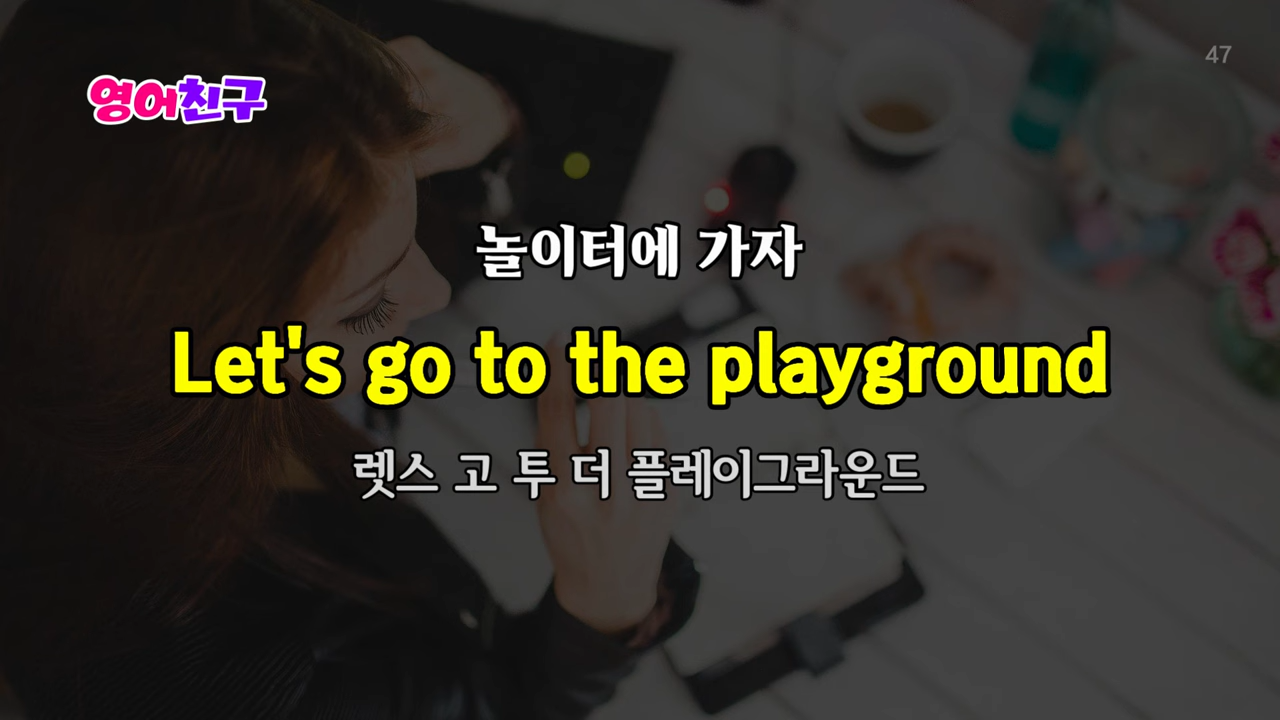 47
영어친구
놀이터에 가자
Let's go to the playground
렛스 고 투 더 플레이그라운드